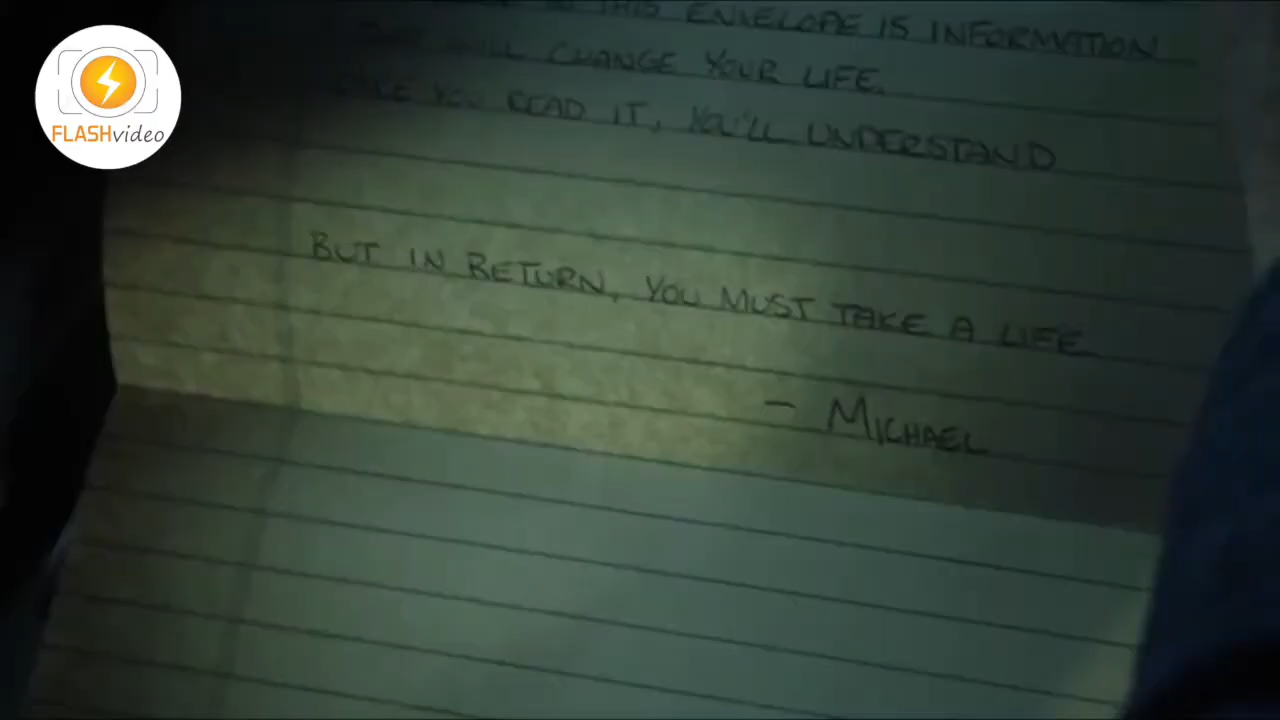 FLASHvideo
THIS ENVELOPE IS INFORMATION
WILL CHANGE YOUR LIFE.
YOU READ IT, YOU'LL UNDERSTAND
BUT IN RETURN, YOU MUST TAKE A LIFE
— MICHAEL